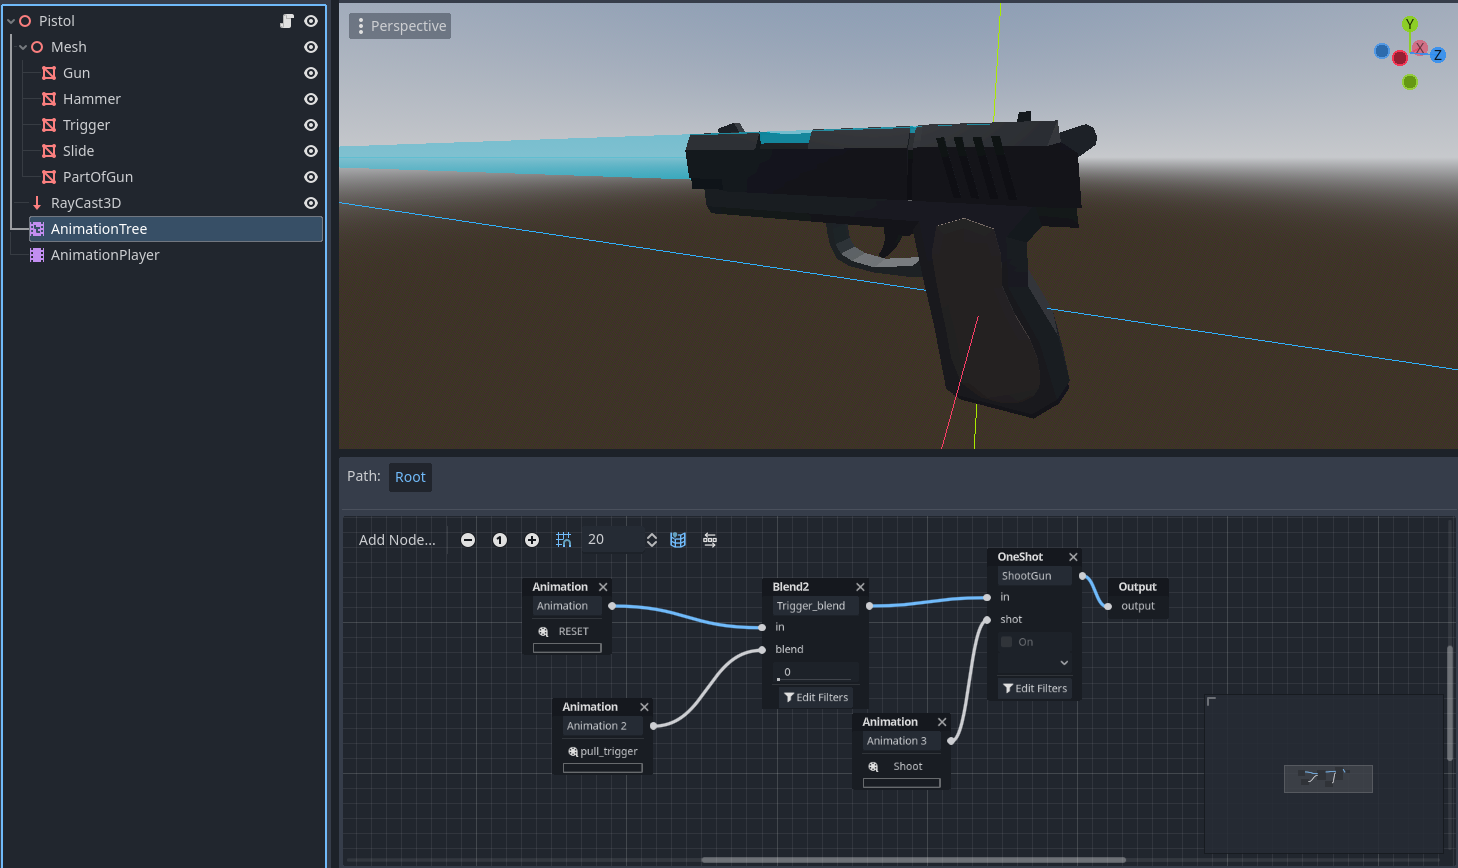 Pistol
Mesh
Gun
Hammer
Trigger
Slide
PartOfGun
RayCast3D
AnimationTree
AnimationPlayer
Perspective
Y
X
Z
Path: Root
Add Node... 1 20
Animation
Animation
RESET
Animation
Animation 2
pull_trigger
Blend2
Trigger_blend
in
blend
0
Edit Filters
Animation
Animation 3
Shoot
OneShot
ShootGun
in
shot
On
Edit Filters
Output
output